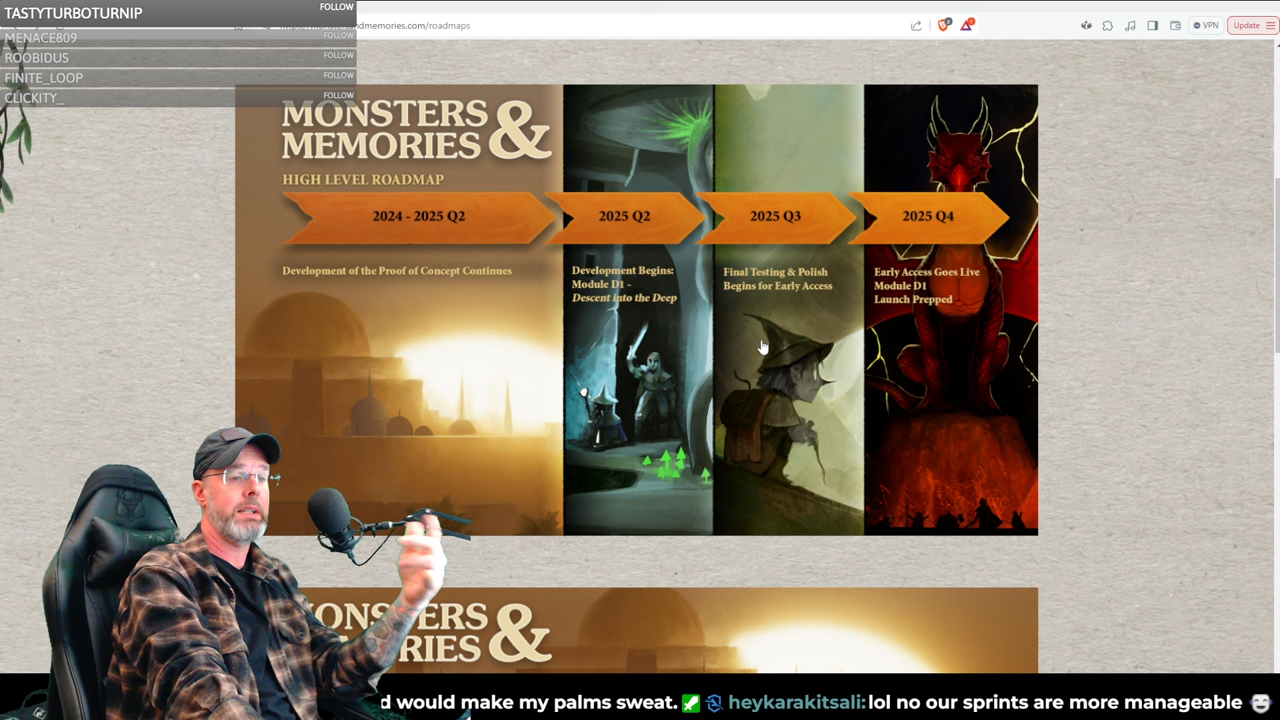 TASTYTURBOTURNIP FOLLOW
MENACE809 FOLLOW
ROOBIDUS FOLLOW
FINITE_LOOP FOLLOW
CLICKITY_ FOLLOW
andmemories.com/roadmaps
VPN
Update
MONSTERS & MEMORIES
HIGH LEVEL ROADMAP
2024 - 2025 Q2
2025 Q2
2025 Q3
2025 Q4
Development of the Proof of Concept Continues
Development Begins:
Module D1 -
Descent into the Deep
Final Testing & Polish
Begins for Early Access
Early Access Goes Live
Module D1
Launch Prepped
d would make my palms sweat. heykarakitsali: lol no our sprints are more manageable